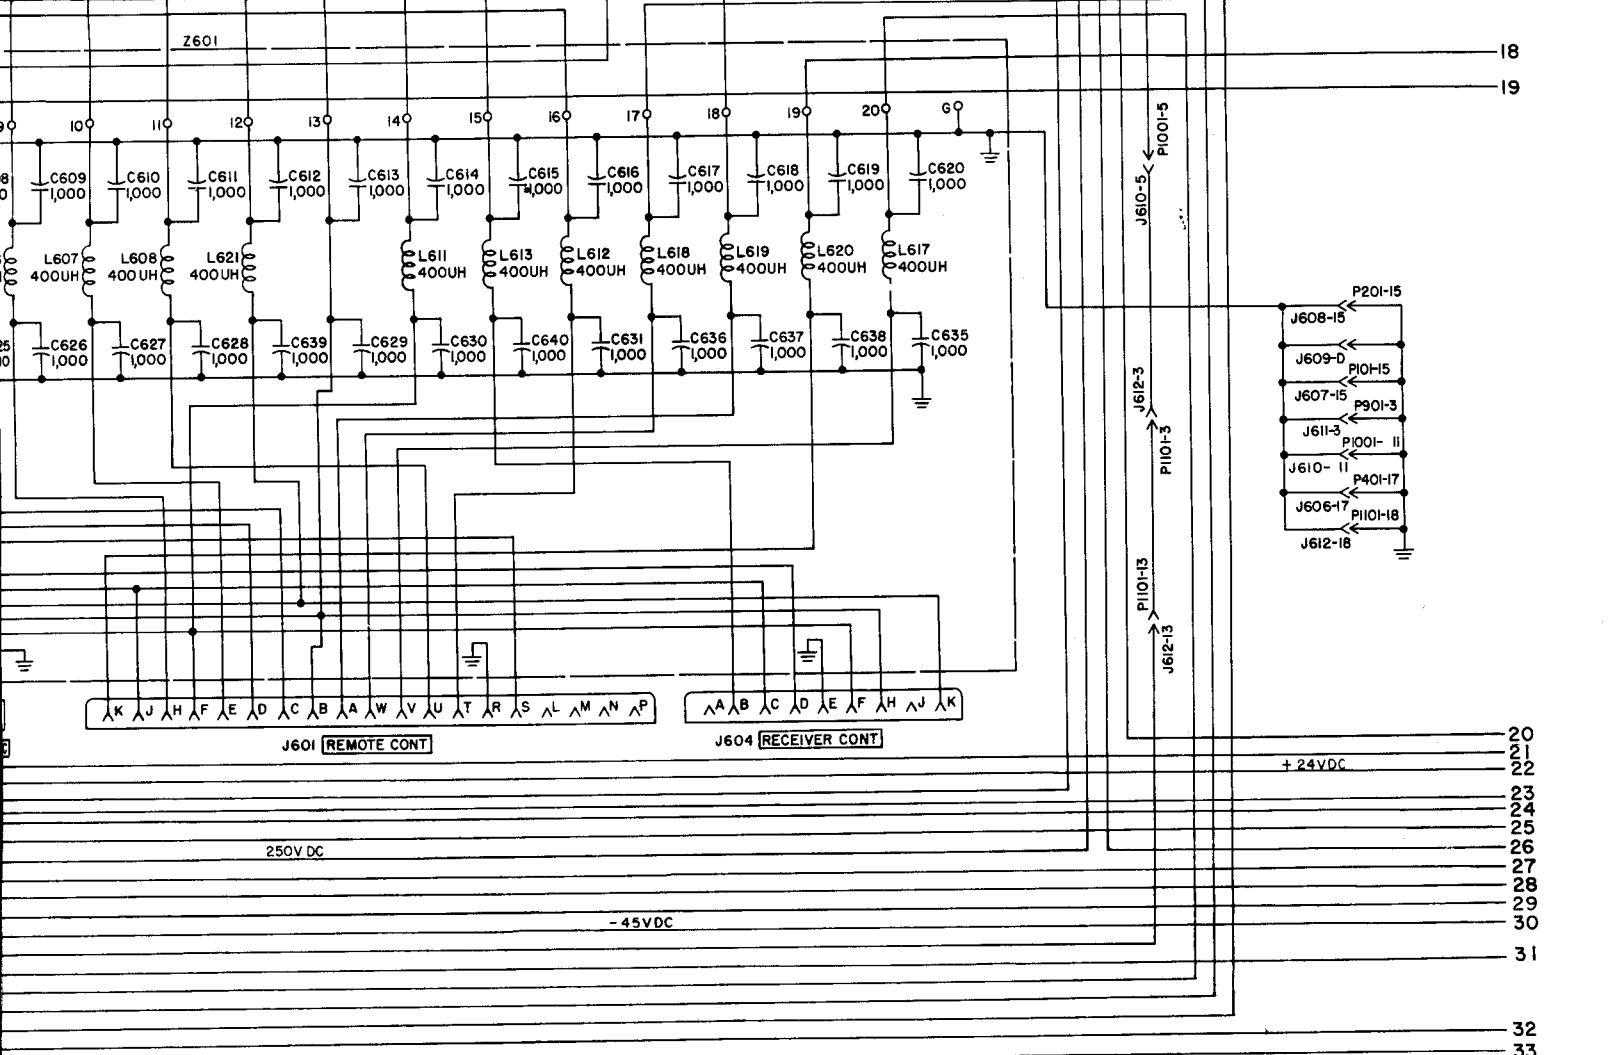 Z601
18
19
9 10 11 12 13 14 15 16 17 18 19 20 G
P1001-5
J610-5
C609 1,000
C610 1,000
C611 1,000
C612 1,000
C613 1,000
C614 1,000
C615 1,000
C616 1,000
C617 1,000
C618 1,000
C619 1,000
C620 1,000
L607 400UH
L608 400UH
L621 400UH
L611 400UH
L613 400UH
L612 400UH
L618 400UH
L619 400UH
L620 400UH
L617 400UH
C626 1,000
C627 1,000
C628 1,000
C639 1,000
C629 1,000
C630 1,000
C640 1,000
C631 1,000
C636 1,000
C637 1,000
C638 1,000
C635 1,000
P201-15
J608-15
J609-D
P101-15
J607-15
P901-3
J611-3
P1001- 11
J610- 11
P401-17
J606-17
P1101-18
J612-18
J612-3
P1101-3
P1101-13
J612-13
K J H F E D C B A W V U T R S L M N P
A B C D E F H J K
J601 REMOTE CONT
J604 RECEIVER CONT
20
21
+24VDC
22
23
24
25
250V DC
26
27
28
29
-45VDC
30
31
32
33